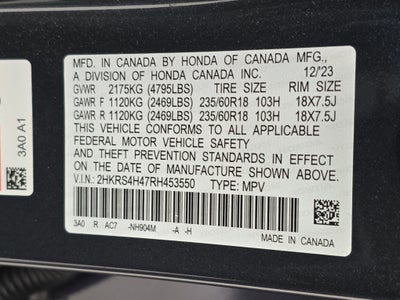 MFD. IN CANADA BY HONDA OF CANADA MFG.,
A DIVISION OF HONDA CANADA INC. 12/'23
GVWR 2175KG (4795LBS) TIRE SIZE RIM SIZE
GAWR F 1120KG (2469LBS) 235/60R18 103H 18X7.5J
GAWR R 1120KG (2469LBS) 235/60R18 103H 18X7.5J
THIS VEHICLE CONFORMS TO ALL APPLICABLE
FEDERAL MOTOR VEHICLE SAFETY
AND THEFT PREVENTION STANDARDS IN EFFECT
ON THE DATE OF MANUFACTURE SHOWN ABOVE.
V.I.N.: 2HKRS4H47RH453550 TYPE: MPV
3A0 R AC7 -NH904M -A -H
MADE IN CANADA
3A0 A1